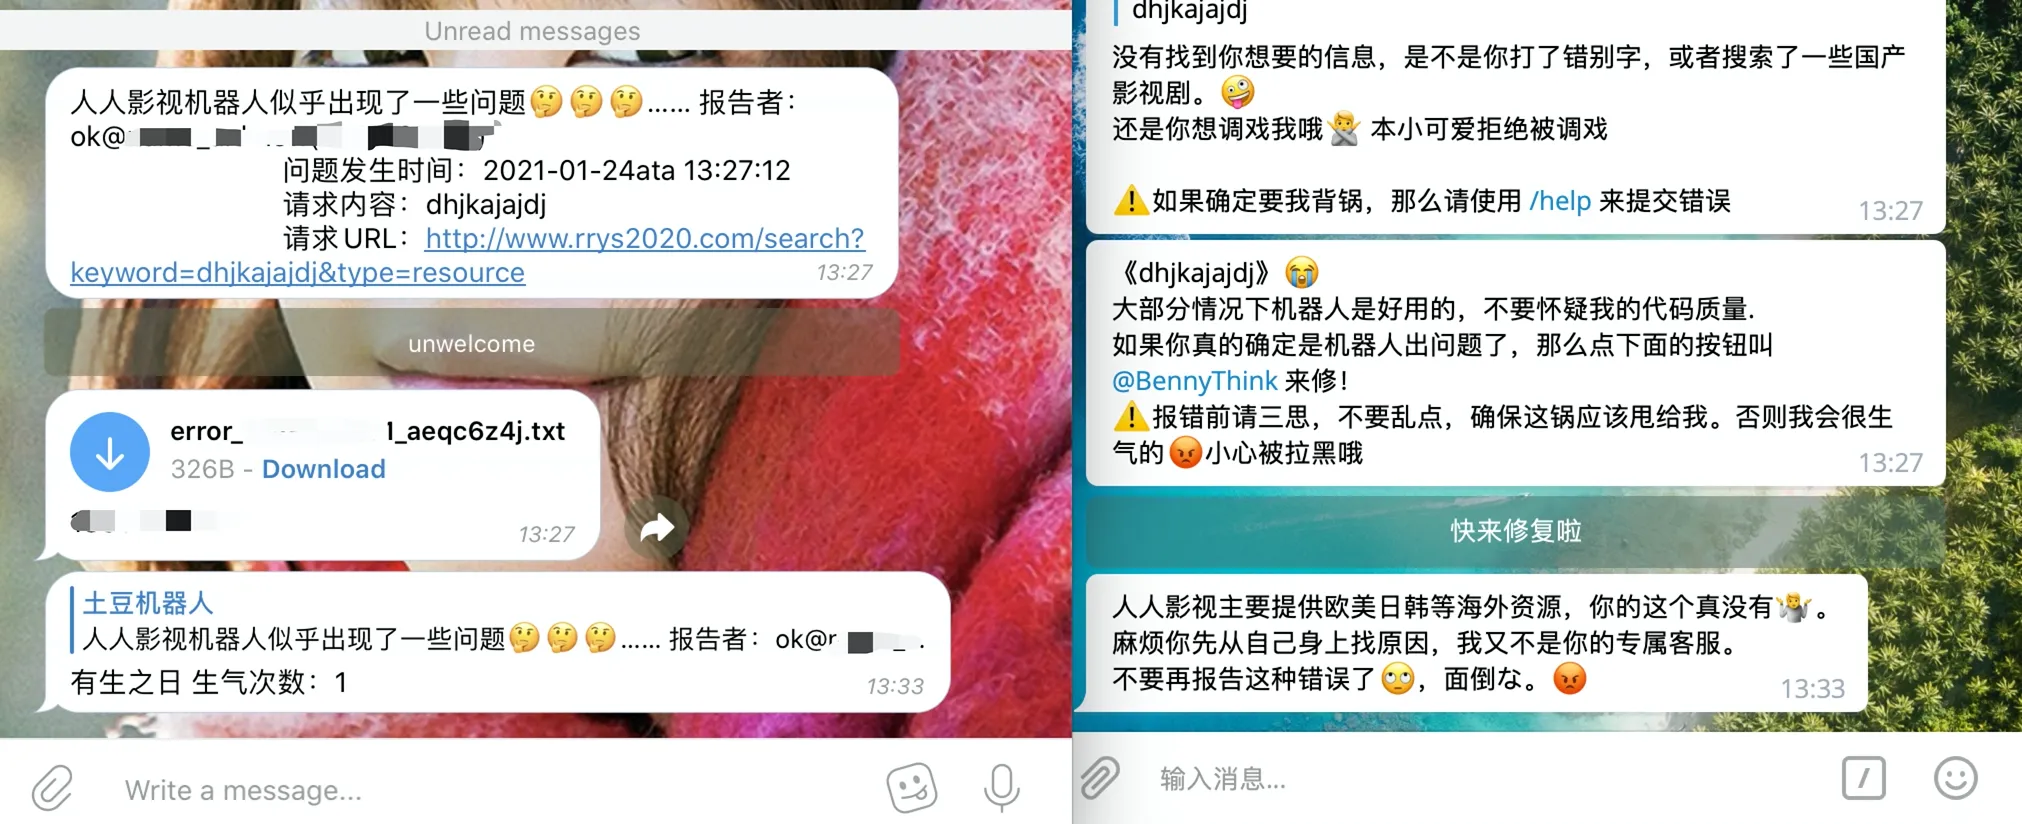 Unread messages
人人影视机器人似乎出现了一些问题🤔🤔🤔…… 报告者：
ok@
问题发生时间：2021-01-24ata 13:27:12
请求内容：dhjkajajdj
请求URL：http://www.rrys2020.com/search?
keyword=dhjkajajdj&type=resource
13:27
unwelcome
error_ l_aeqc6z4j.txt
326B - Download
13:27
土豆机器人
人人影视机器人似乎出现了一些问题🤔🤔🤔…… 报告者：ok@r
有生之日 生气次数：1
13:33
Write a message...
dhjkajajdj
没有找到你想要的信息，是不是你打了错别字，或者搜索了一些国产
影视剧。🤪
还是你想调戏我哦🙅 本小可爱拒绝被调戏
⚠️如果确定要我背锅，那么请使用 /help 来提交错误
13:27
《dhjkajajdj》😭
大部分情况下机器人是好用的，不要怀疑我的代码质量.
如果你真的确定是机器人出问题了，那么点下面的按钮叫
@BennyThink 来修！
⚠️报错前请三思，不要乱点，确保这锅应该甩给我。否则我会很生
气的😡小心被拉黑哦
13:27
快来修复啦
人人影视主要提供欧美日韩等海外资源，你的这个真没有🤷。
麻烦你先从自己身上找原因，我又不是你的专属客服。
不要再报告这种错误了🙄，面倒な。😡
13:33
输入消息...